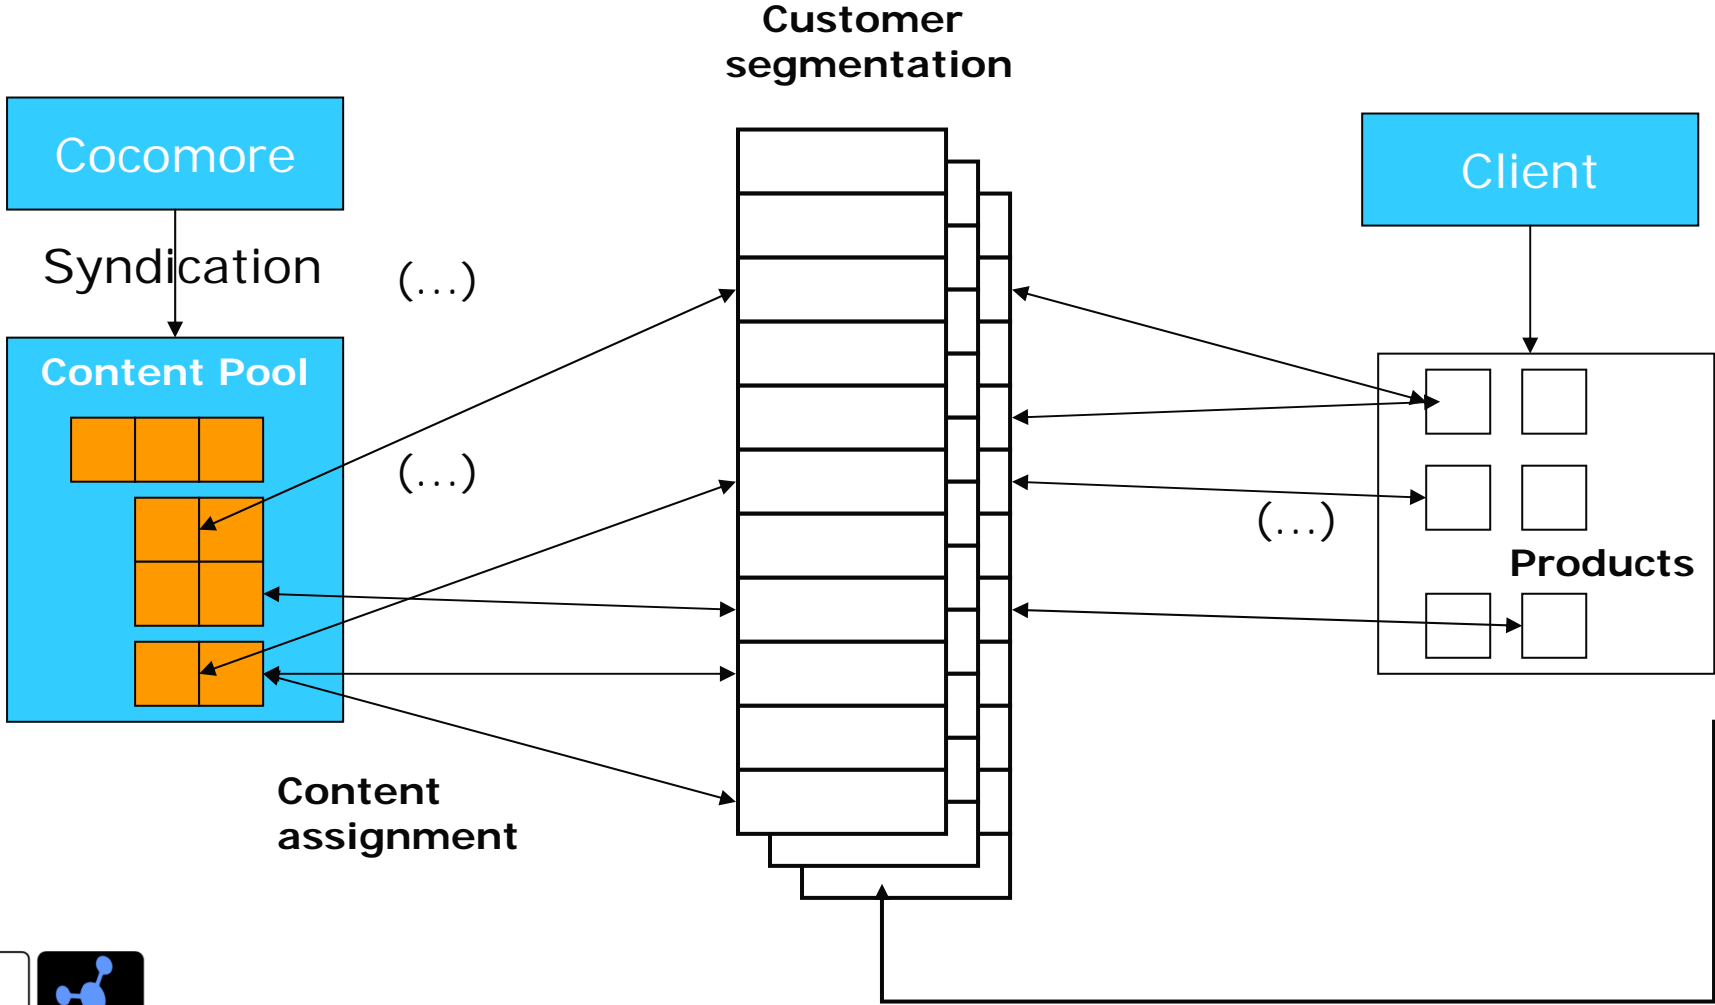 Customer
segmentation
Cocomore
Client
Syndication
(...)
Content Pool
(...)
(...)
Products
Content
assignment